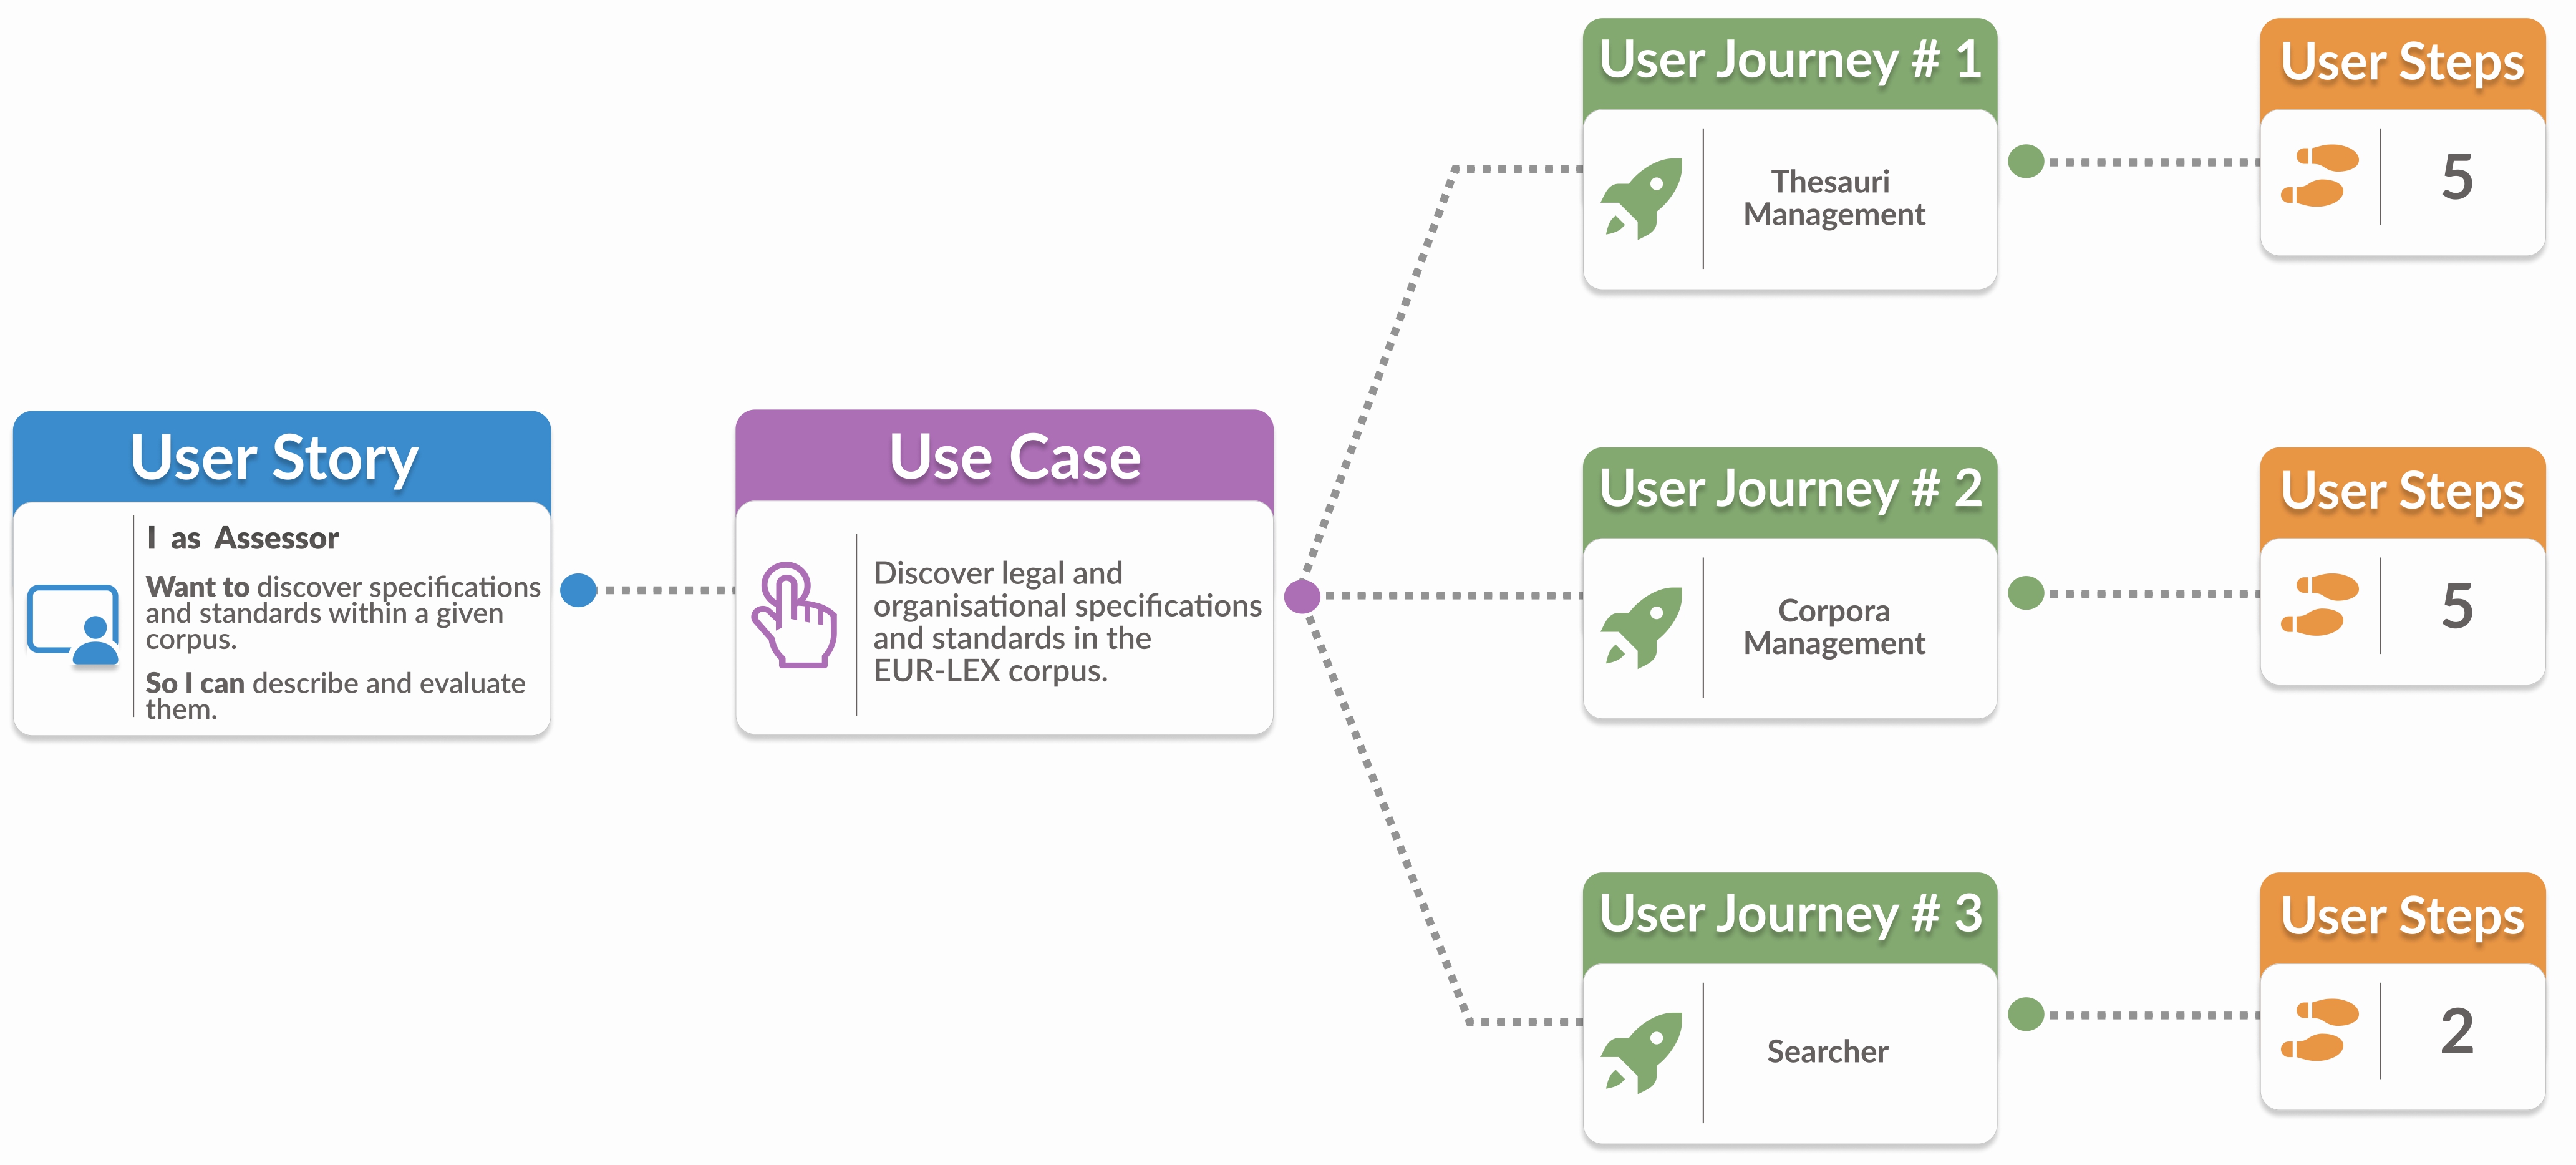 User Story
I as Assessor
Want to discover specifications
and standards within a given
corpus.
So I can describe and evaluate
them.
Use Case
Discover legal and
organisational specifications
and standards in the
EUR-LEX corpus.
User Journey # 1
Thesauri
Management
User Steps
5
User Journey # 2
Corpora
Management
User Steps
5
User Journey # 3
Searcher
User Steps
2